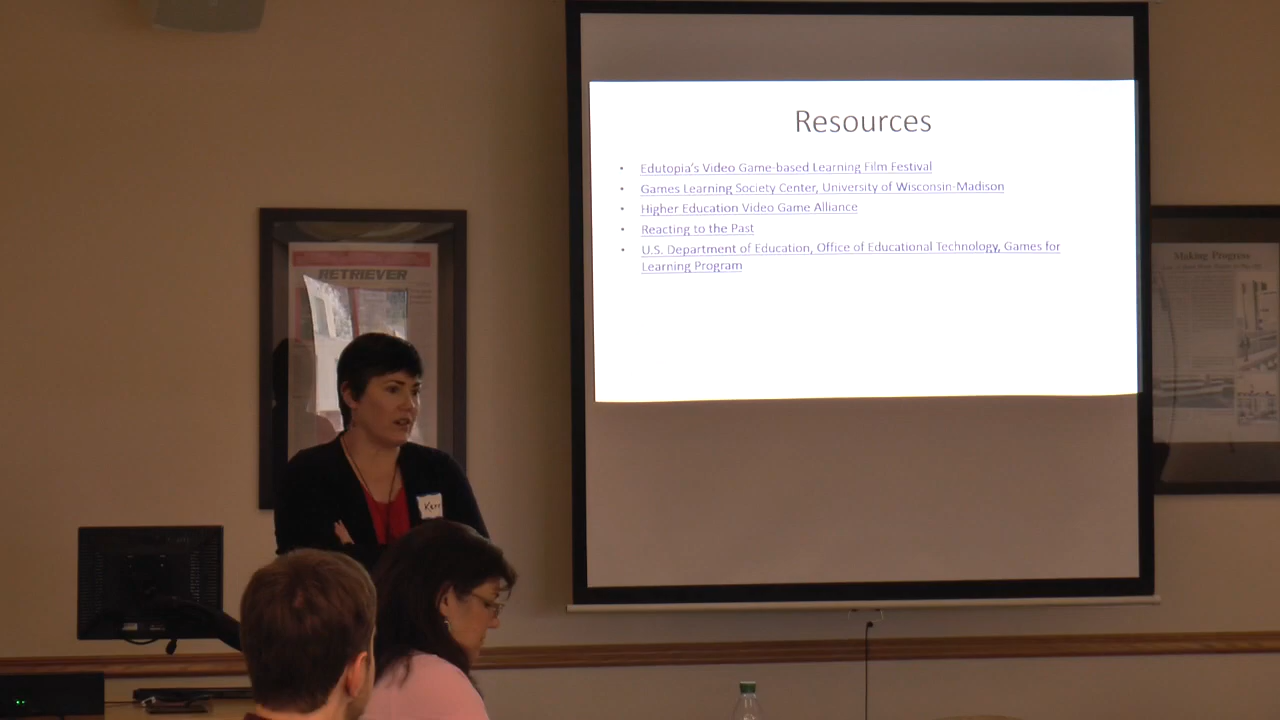 Resources
• Edutopia's Video Game-based Learning Film Festival
• Games Learning Society Center, University of Wisconsin-Madison
• Higher Education Video Game Alliance
• Reacting to the Past
• U.S. Department of Education, Office of Educational Technology, Games for
Learning Program
RETRIEVER
Making Progress